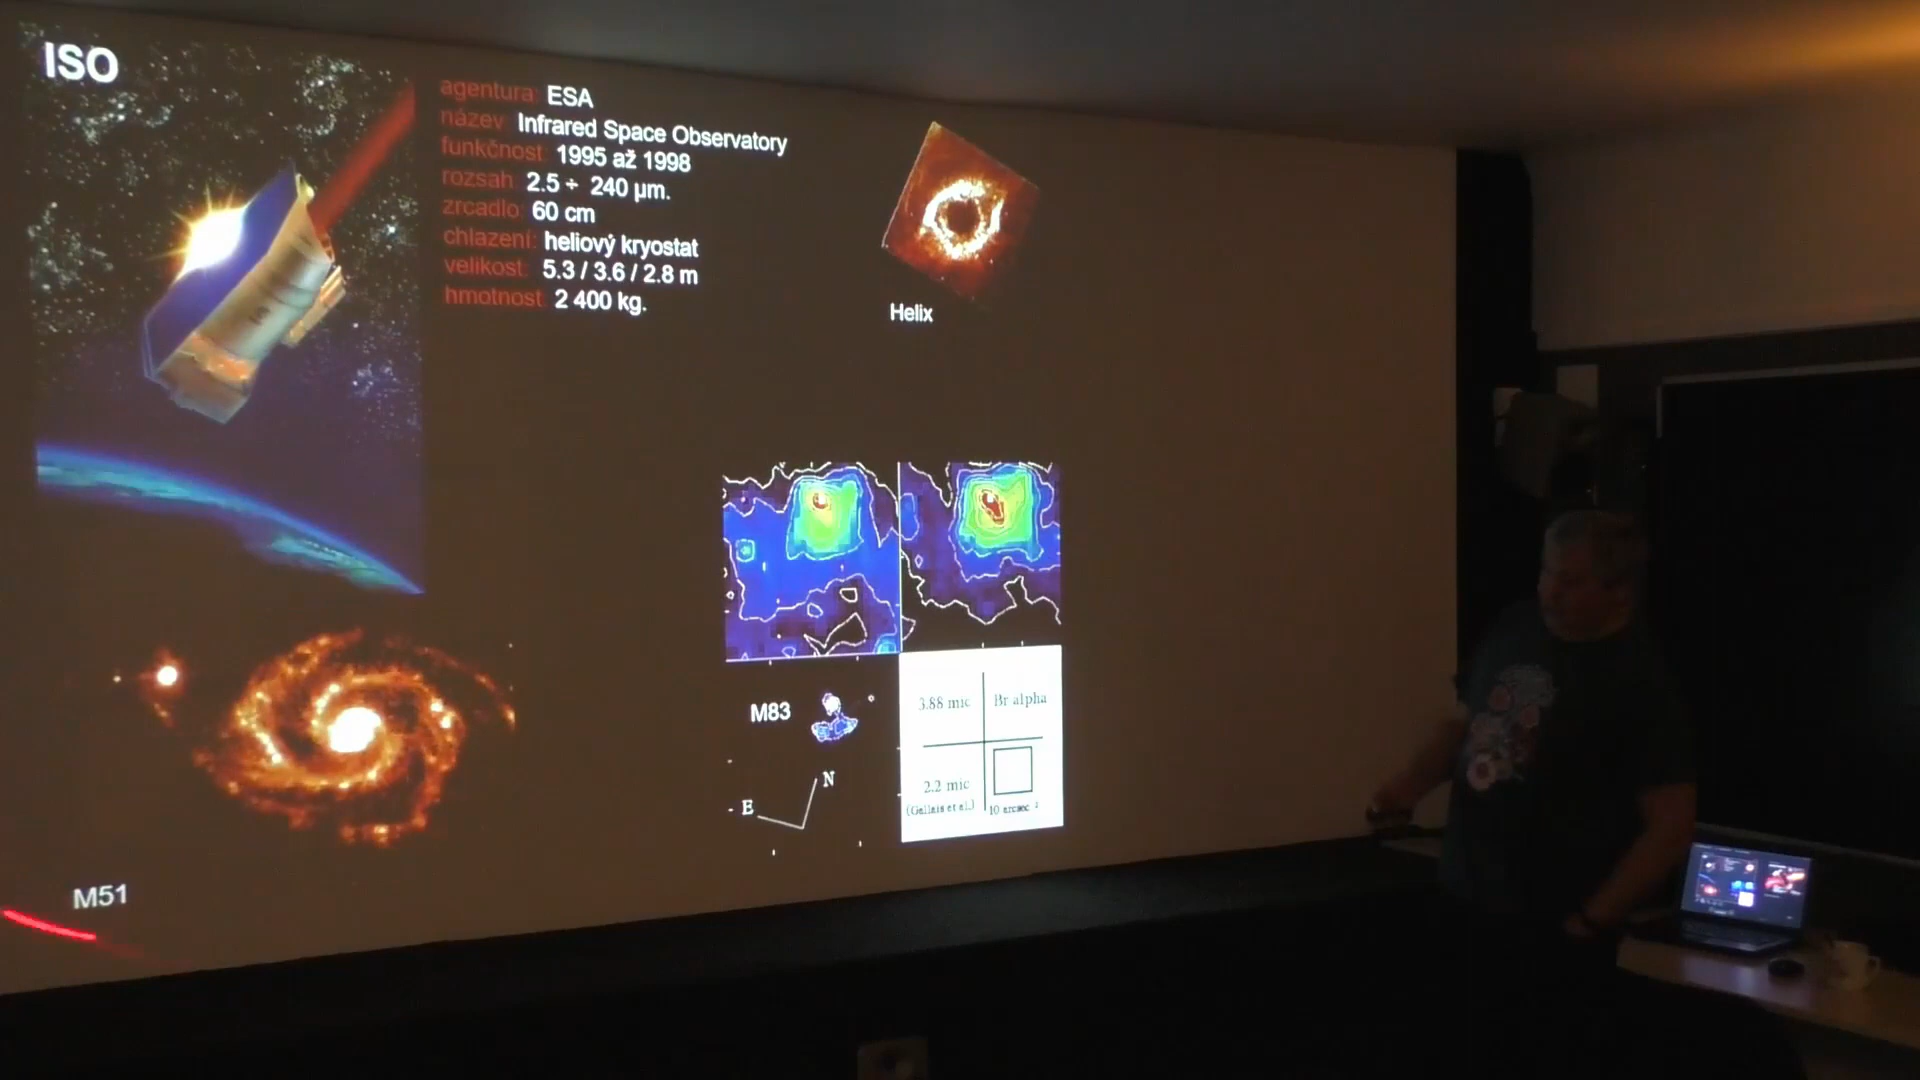 ISO
agentura: ESA
název: Infrared Space Observatory
funkčnost: 1995 až 1998
rozsah: 2.5 ÷ 240 µm.
zrcadlo: 60 cm
chlazení: heliový kryostat
velikost: 5.3 / 3.6 / 2.8 m
hmotnost: 2 400 kg.
Helix
M83
N
E
3.88 mic
Br alpha
2.2 mic
(Gallais et al.)
10 arcsec
M51